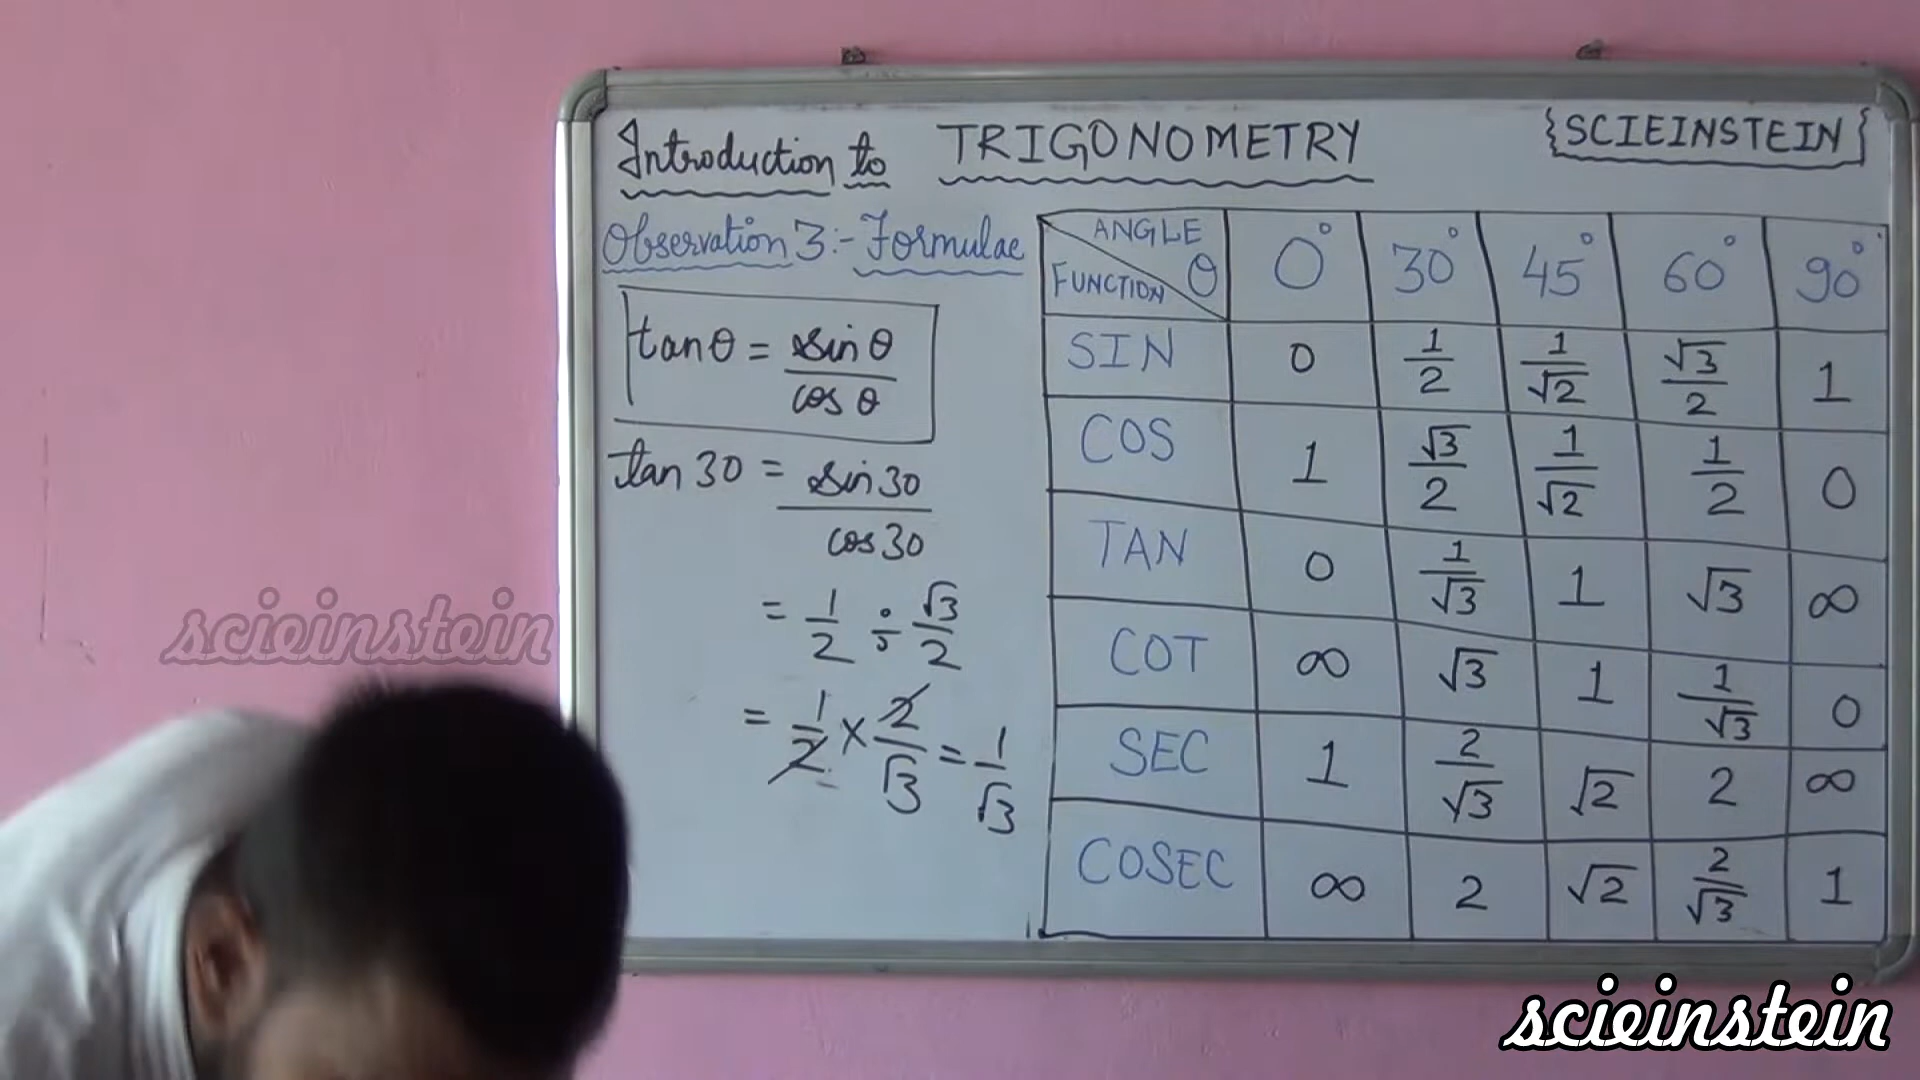 Introduction to TRIGONOMETRY {SCIEINSTEIN}
Observation 3:- Formulae
tanθ = sinθ / cosθ
tan 30 = sin30 / cos30
= 1/2 ÷ √3/2
= 1/2 × 2/√3 = 1/√3
ANGLE θ FUNCTION 0° 30° 45° 60° 90°
SIN 0 1/2 1/√2 √3/2 1
COS 1 √3/2 1/√2 1/2 0
TAN 0 1/√3 1 √3 ∞
COT ∞ √3 1 1/√3 0
SEC 1 2/√3 √2 2 ∞
COSEC ∞ 2 √2 2/√3 1
scieinstein
scieinstein